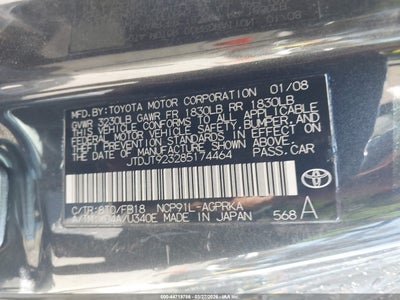 MFD. BY: TOYOTA MOTOR CORPORATION 01/08
GVWR 3230LB GAWR FR 1830LB RR 1830LB
THIS VEHICLE CONFORMS TO ALL APPLICABLE
FEDERAL MOTOR VEHICLE SAFETY, BUMPER, AND
THEFT PREVENTION STANDARDS IN EFFECT ON THE
DATE OF MANUFACTURE SHOWN ABOVE.
JTDJT923285174464 PASS.CAR
C/TR: /FB18 NCP91L-AGPRKA
A/TM: /U340E MADE IN JAPAN 568 A